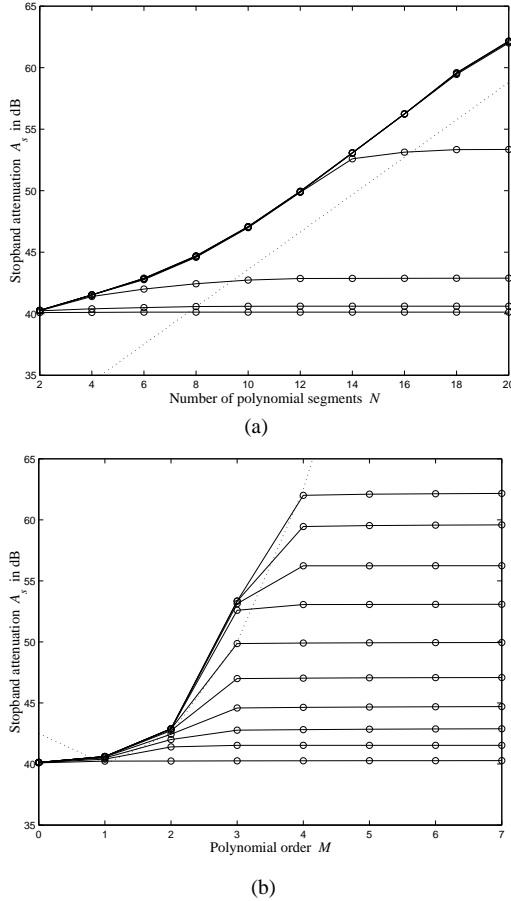 65
60
55
50
45
40
35
Stopband attenuation A_s in dB
2 4 6 8 10 12 14 16 18 20
Number of polynomial segments N
(a)
65
60
55
50
45
40
35
Stopband attenuation A_s in dB
0 1 2 3 4 5 6 7
Polynomial order M
(b)